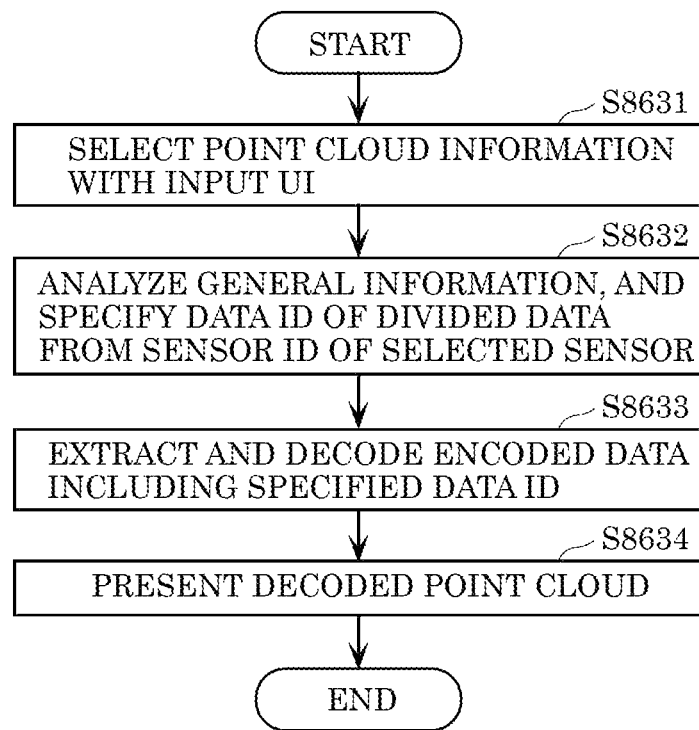 START
S8631
SELECT POINT CLOUD INFORMATION
WITH INPUT UI
S8632
ANALYZE GENERAL INFORMATION, AND
SPECIFY DATA ID OF DIVIDED DATA
FROM SENSOR ID OF SELECTED SENSOR
S8633
EXTRACT AND DECODE ENCODED DATA
INCLUDING SPECIFIED DATA ID
S8634
PRESENT DECODED POINT CLOUD
END